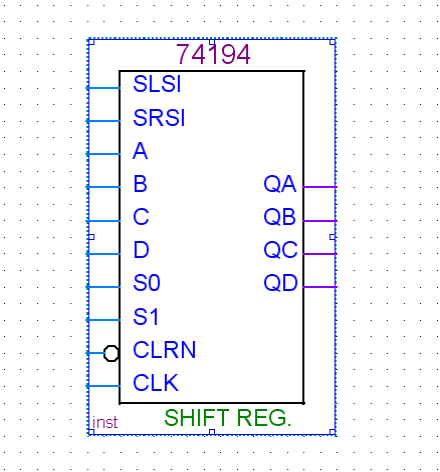 74194
SLSI
SRSI
A
B QA
C QB
D QC
S0 QD
S1
CLRN
CLK
inst SHIFT REG.